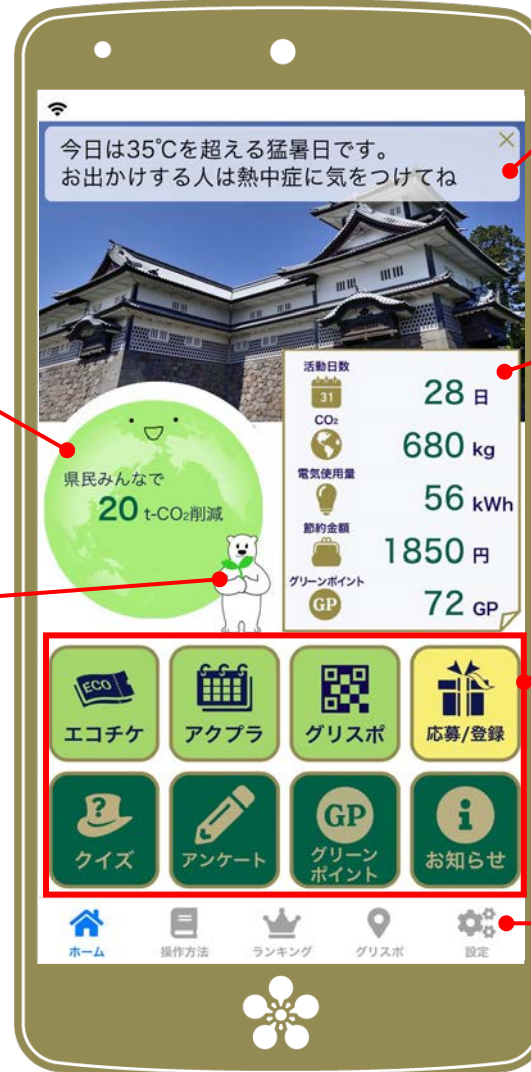 今日は35℃を超える猛暑日です。
お出かけする人は熱中症に気をつけてね
活動日数
31
28 日
CO₂
680 kg
電気使用量
56 kWh
節約金額
1850 円
グリーンポイント
GP
72 GP
県民みんなで
20 t-CO₂削減
ECO
エコチケ
アクプラ
グリスポ
応募/登録
?
クイズ
アンケート
GP
グリーン
ポイント
i
お知らせ
ホーム
操作方法
ランキング
グリスポ
設定